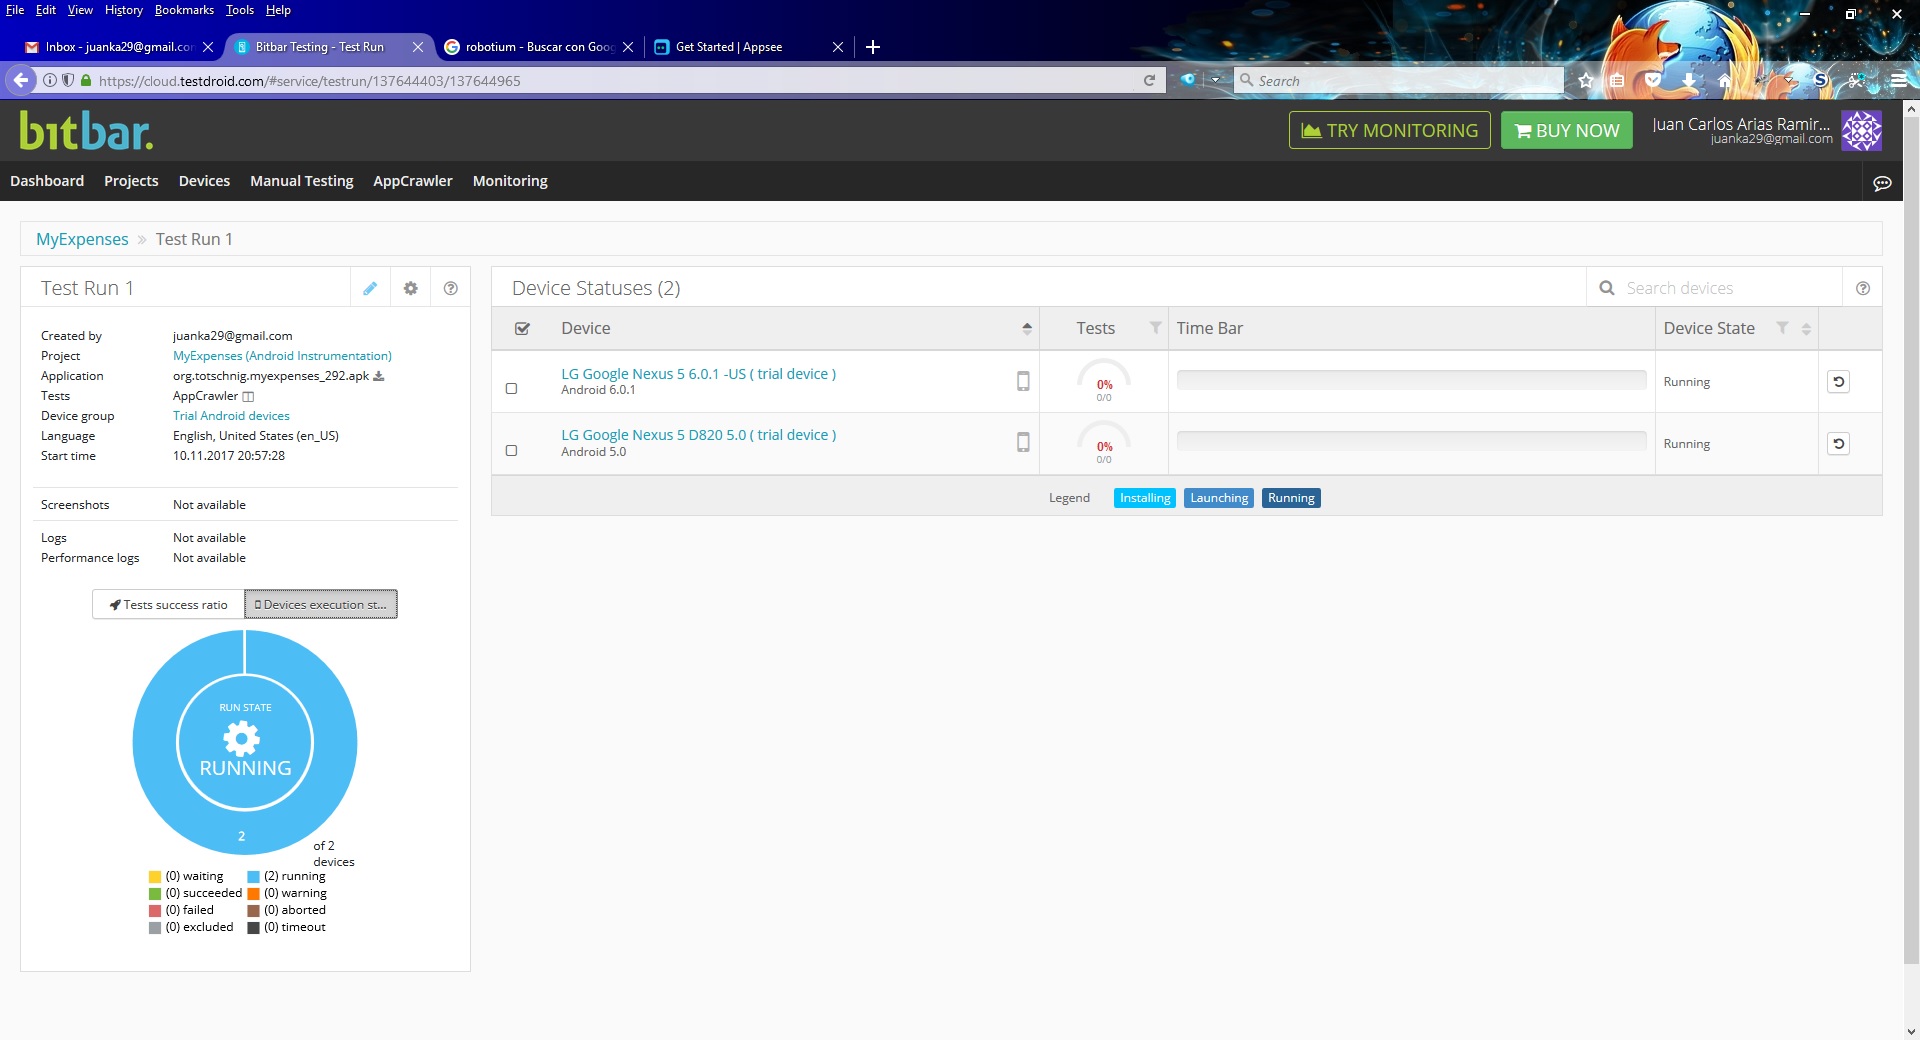 File Edit View History Bookmarks Tools Help
Inbox - juanka29@gmail.com
Bitbar Testing - Test Run
robotium - Buscar con Goog
Get Started | Appsee
https://cloud.testdroid.com/#service/testrun/137644403/137644965
Search
bitbar.
TRY MONITORING
BUY NOW
Juan Carlos Arias Ramir...
juanka29@gmail.com
Dashboard Projects Devices Manual Testing AppCrawler Monitoring
MyExpenses » Test Run 1
Test Run 1
Created by juanka29@gmail.com
Project MyExpenses (Android Instrumentation)
Application org.totschnig.myexpenses_292.apk
Tests AppCrawler
Device group Trial Android devices
Language English, United States (en_US)
Start time 10.11.2017 20:57:28
Screenshots Not available
Logs Not available
Performance logs Not available
Tests success ratio Devices execution st...
RUN STATE
RUNNING
2
of 2
devices
(0) waiting (2) running
(0) succeeded (0) warning
(0) failed (0) aborted
(0) excluded (0) timeout
Device Statuses (2)
Search devices
Device Tests Time Bar Device State
LG Google Nexus 5 6.0.1 -US ( trial device )
Android 6.0.1
0%
0/0
Running
LG Google Nexus 5 D820 5.0 ( trial device )
Android 5.0
0%
0/0
Running
Legend Installing Launching Running